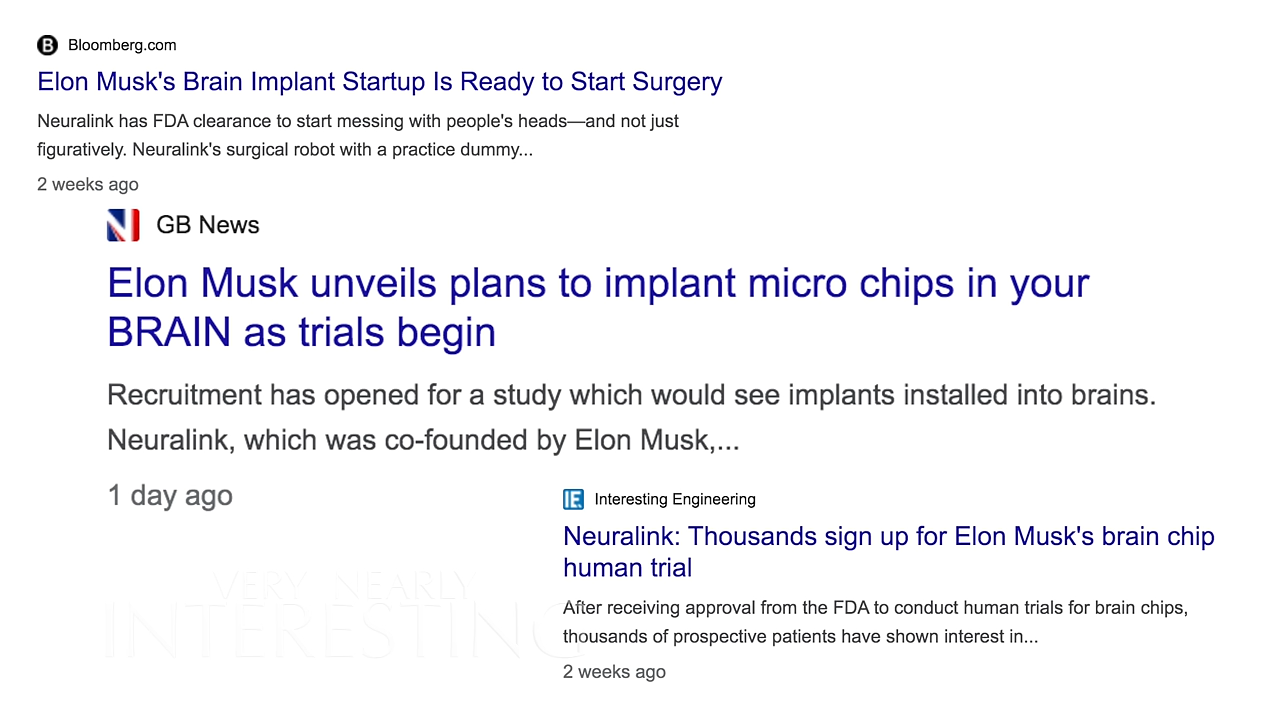 Bloomberg.com
Elon Musk's Brain Implant Startup Is Ready to Start Surgery
Neuralink has FDA clearance to start messing with people's heads—and not just
figuratively. Neuralink's surgical robot with a practice dummy...
2 weeks ago
GB News
Elon Musk unveils plans to implant micro chips in your
BRAIN as trials begin
Recruitment has opened for a study which would see implants installed into brains.
Neuralink, which was co-founded by Elon Musk,...
1 day ago
IE
Interesting Engineering
Neuralink: Thousands sign up for Elon Musk's brain chip
human trial
After receiving approval from the FDA to conduct human trials for brain chips,
thousands of prospective patients have shown interest in...
2 weeks ago
VERY NEARLY
INTERESTING